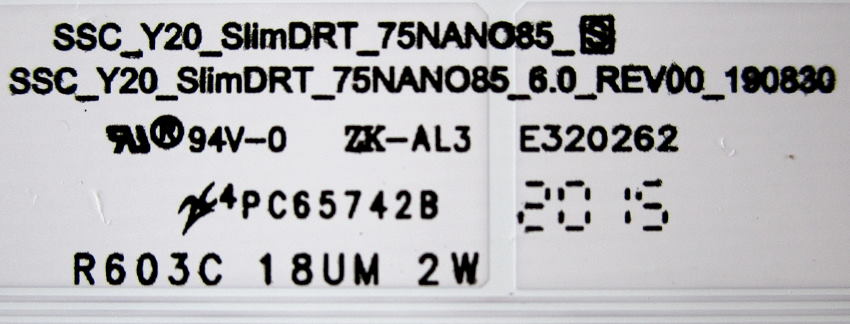 SSC_Y20_SlimDRT_75NANO85_S
SSC_Y20_SlimDRT_75NANO85_6.0_REV00_190830
94V-0 ZK-AL3 E320262
4PC65742B 2015
R603C 18UM 2W